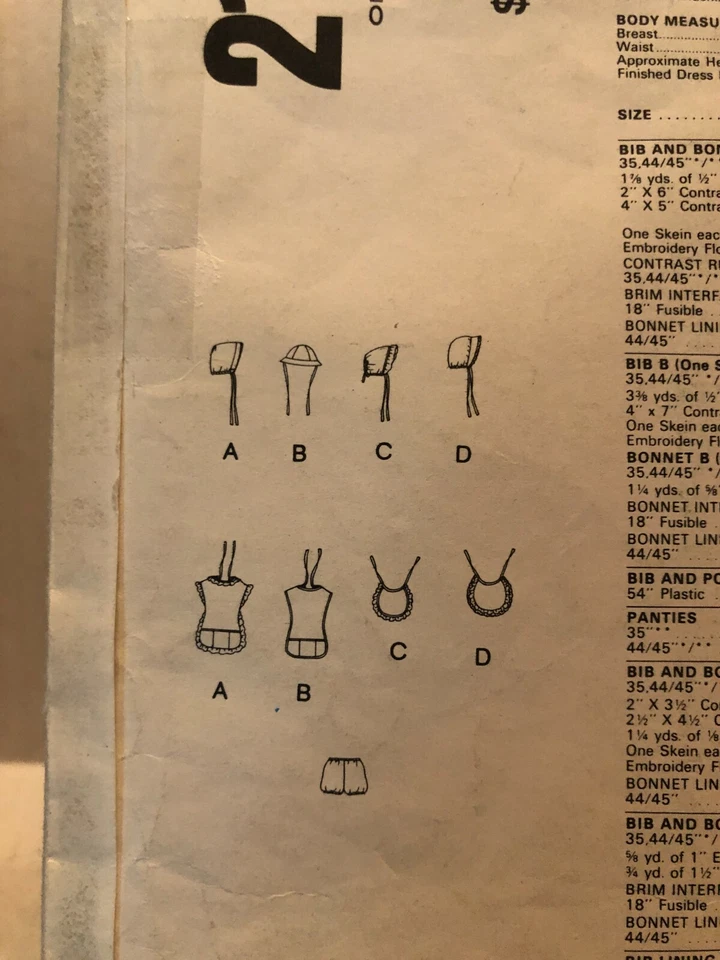 2
0
$
BODY MEASU
Breast
Waist
Approximate He
Finished Dress
SIZE
BIB AND BON
35,44/45"*/*
1⅞ yds. of ½"
2" X 6" Contra
4" X 5" Contra
One Skein eac
Embroidery Flo
CONTRAST RU
35,44/45"*/*
BRIM INTERF
18" Fusible
BONNET LINI
44/45"
BIB B (One S
35,44/45" */
3⅜ yds. of ½
4" x 7" Contr
One Skein ea
Embroidery Fl
BONNET B (
35,44/45" */
1¼ yds. of ⅝"
BONNET INT
18" Fusible
BONNET LIN
44/45"
BIB AND PO
54" Plastic
PANTIES
35"**
44/45"*/**
BIB AND BO
35,44/45"*/
2" X 3½" Co
2½" X 4½" C
1¼ yds. of ⅛
One Skein ea
Embroidery F
BONNET LIN
44/45"
BIB AND BO
35,44/45"*/
⅝ yd. of 1" E
¾ yd. of 1½"
BRIM INTERF
18" Fusible
BONNET LIN
44/45"
BIB LINING
A B C D
C D
A B